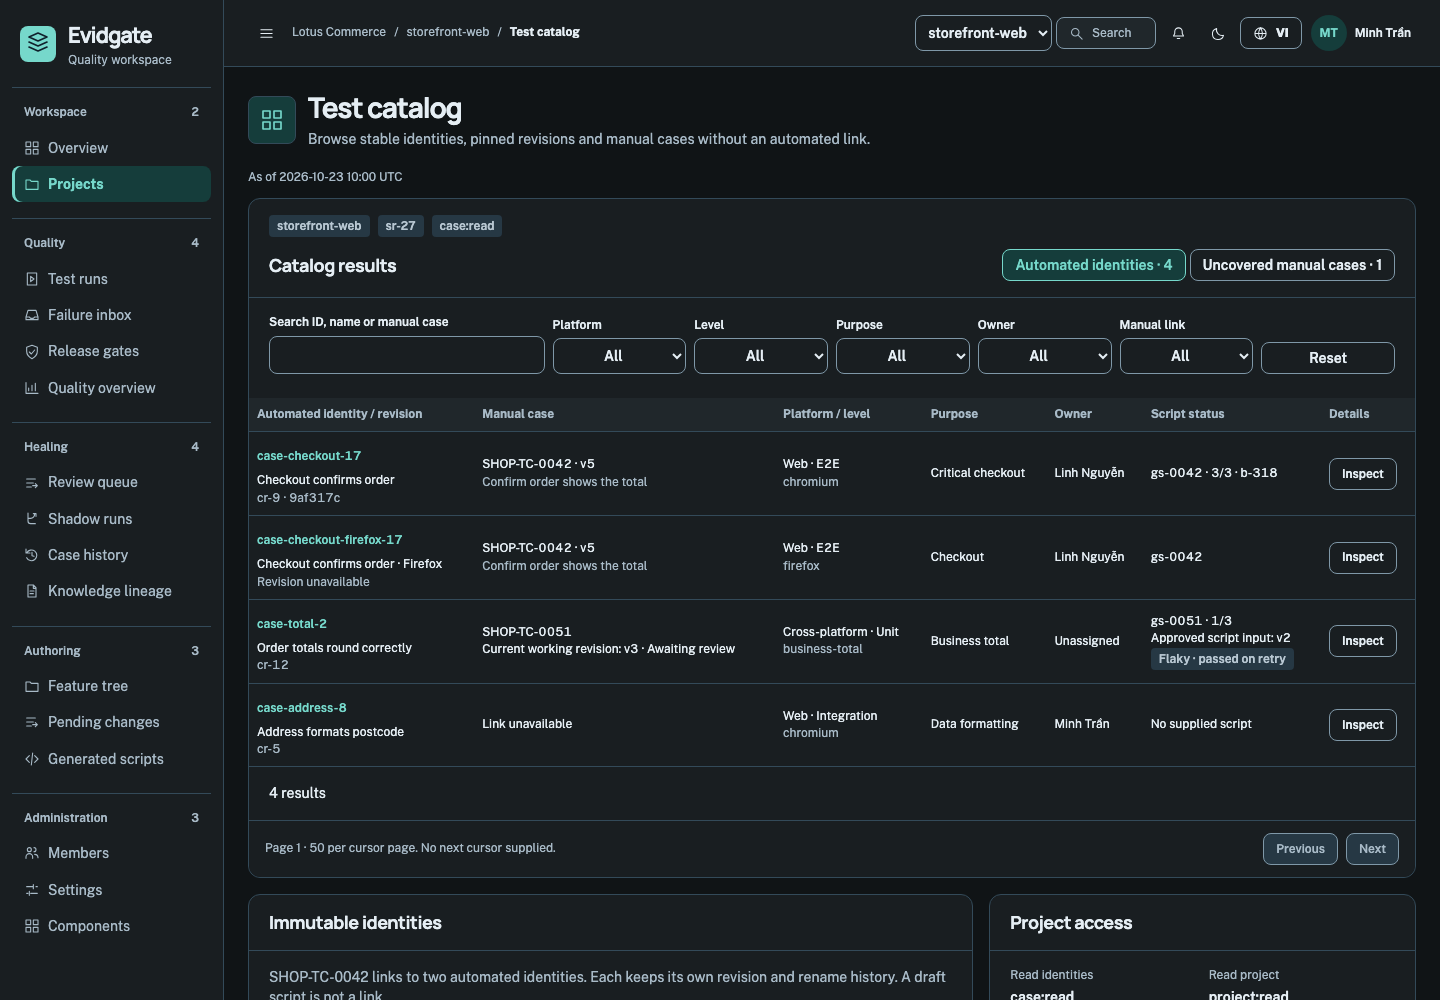 Evidgate
Quality workspace
Workspace 2
Overview
Projects
Quality 4
Test runs
Failure inbox
Release gates
Quality overview
Healing 4
Review queue
Shadow runs
Case history
Knowledge lineage
Authoring 3
Feature tree
Pending changes
Generated scripts
Administration 3
Members
Settings
Components
Lotus Commerce / storefront-web / Test catalog
storefront-web
Search
VI
MT
Minh Trần
Test catalog
Browse stable identities, pinned revisions and manual cases without an automated link.
As of 2026-10-23 10:00 UTC
storefront-web sr-27 case:read
Catalog results
Automated identities · 4
Uncovered manual cases · 1
Search ID, name or manual case
Platform
All
Level
All
Purpose
All
Owner
All
Manual link
All
Reset
Automated identity / revision Manual case Platform / level Purpose Owner Script status Details
case-checkout-17
Checkout confirms order
cr-9 · 9af317c
SHOP-TC-0042 · v5
Confirm order shows the total
Web · E2E
chromium
Critical checkout
Linh Nguyễn
gs-0042 · 3/3 · b-318
Inspect
case-checkout-firefox-17
Checkout confirms order · Firefox
Revision unavailable
SHOP-TC-0042 · v5
Confirm order shows the total
Web · E2E
firefox
Checkout
Linh Nguyễn
gs-0042
Inspect
case-total-2
Order totals round correctly
cr-12
SHOP-TC-0051
Current working revision: v3 · Awaiting review
Cross-platform · Unit
business-total
Business total
Unassigned
gs-0051 · 1/3
Approved script input: v2
Flaky · passed on retry
Inspect
case-address-8
Address formats postcode
cr-5
Link unavailable
Web · Integration
chromium
Data formatting
Minh Trần
No supplied script
Inspect
4 results
Page 1 · 50 per cursor page. No next cursor supplied.
Previous
Next
Immutable identities
SHOP-TC-0042 links to two automated identities. Each keeps its own revision and rename history. A draft
script is not a link.
Project access
Read identities
case:read
Read project
project:read